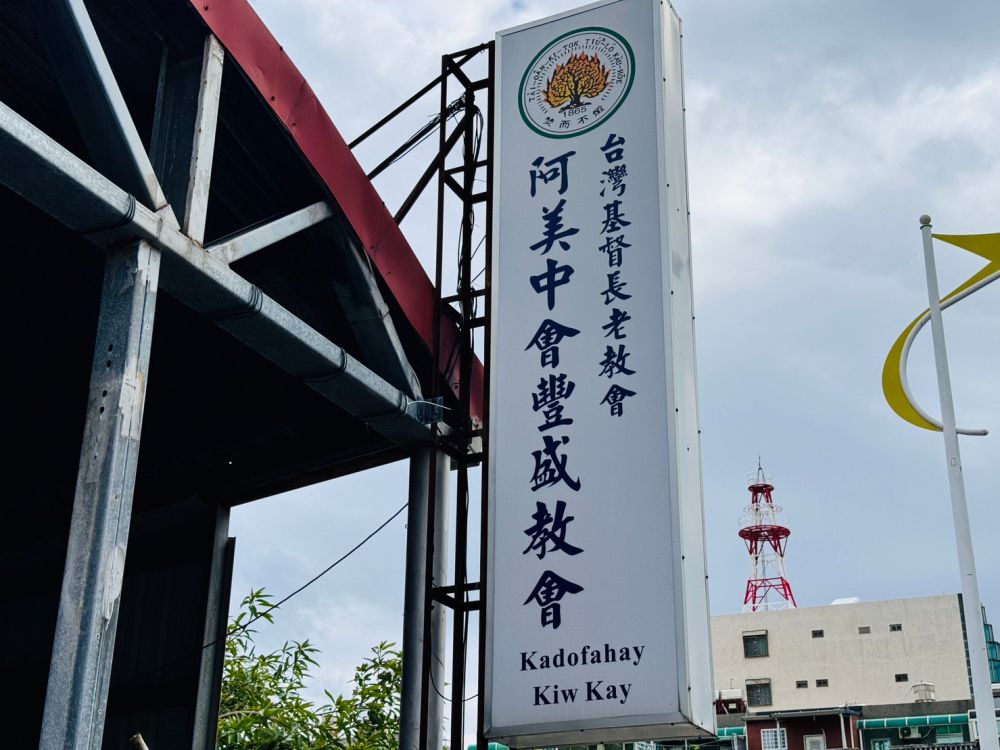 TÂI-OÂN KI-TOK TIÚⁿ-LÓ KÀU-HŌE
1865
焚而不燬
台灣基督長老教會
阿美中會豐盛教會
Kadofahay
Kiw Kay